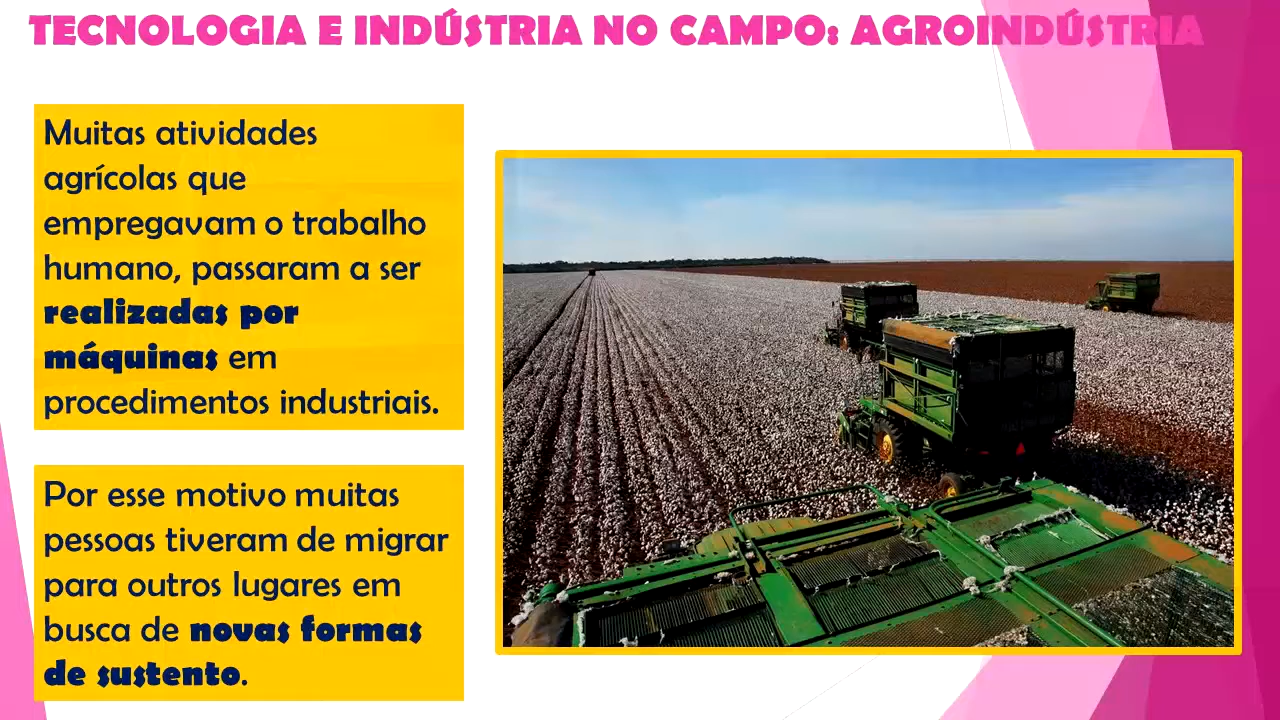 TECNOLOGIA E INDÚSTRIA NO CAMPO: AGROINDÚSTRIA
Muitas atividades
agrícolas que
empregavam o trabalho
humano, passaram a ser
realizadas por
máquinas em
procedimentos industriais.
Por esse motivo muitas
pessoas tiveram de migrar
para outros lugares em
busca de novas formas
de sustento.